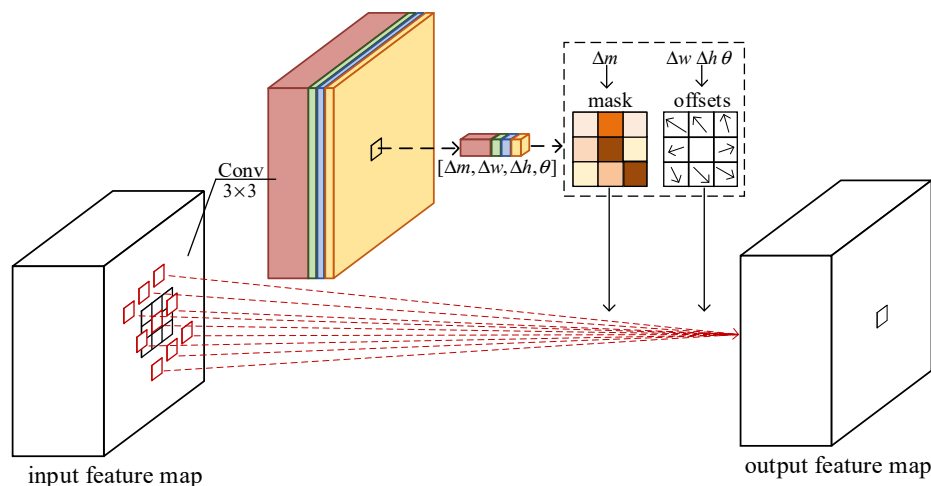 Δm
Δw Δh θ
mask
offsets
[Δm, Δw, Δh, θ]
Conv
3×3
input feature map
output feature map